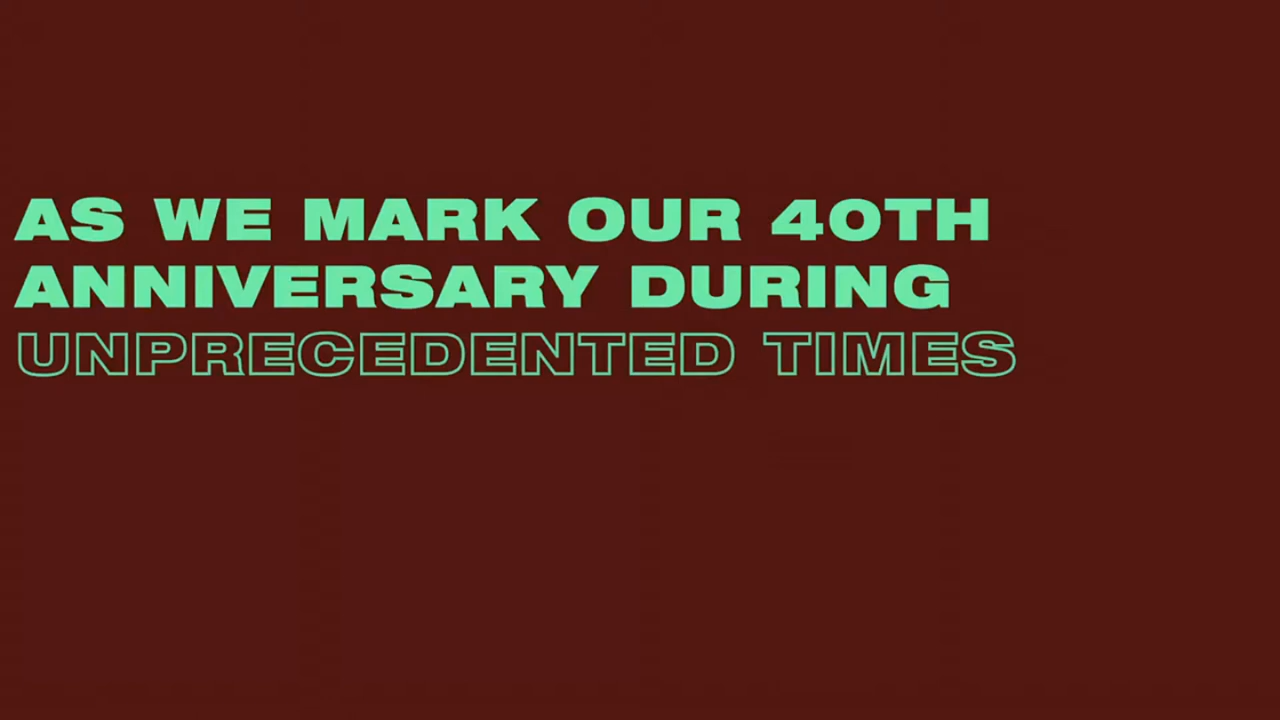 AS WE MARK OUR 40TH
ANNIVERSARY DURING
UNPRECEDENTED TIMES